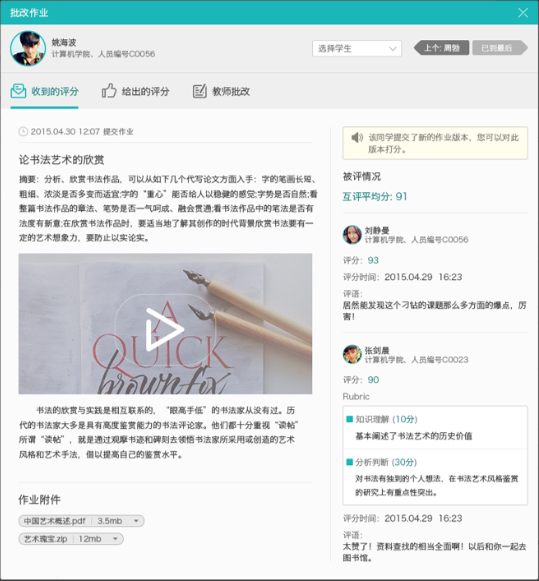 批改作业
姚海波
计算机学院、人员编号C0056
选择学生
上个: 周勃
已到最后
收到的评分
给出的评分
教师批改
2015.04.30 12:07 提交作业
论书法艺术的欣赏
摘要：分析、欣赏书法作品，可以从如下几个代写论文方面入手：字的笔画长短、
粗细、浓淡是否多变而适宜;字的“重心”能否给人以稳健的感觉;字势是否自然;看
整篇书法作品的章法、笔势是否一气呵成、融会贯通;看书法作品中的笔法是否有
法度有新意;在欣赏书法作品时，要适当地了解其创作的时代背景欣赏书法要有一
定的艺术想象力，要防止以实论实。
A
QUICK
brown fox
书法的欣赏与实践是相互联系的，“眼高手低”的书法家从没有过。历
代的书法家大多是具有高度鉴赏能力的书法评论家。他们都十分重视“读帖”
所谓“读帖”，就是通过观摩书迹和碑刻去领悟书法家所采用或创造的艺术
风格和艺术手法，借以提高自己的鉴赏水平。
作业附件
中国艺术概述.pdf 3.5mb
艺术瑰宝.zip 12mb
该同学提交了新的作业版本，您可以对此
版本打分。
被评情况
互评平均分: 91
刘静曼
计算机学院、人员编号C0056
评分： 93
评分时间： 2015.04.29 16:23
评语：
居然能发现这个刁钻的课题那么多方面的爆点，厉
害！
张剑晨
计算机学院、人员编号C0023
评分： 90
Rubric
知识理解 (10分)
基本阐述了书法艺术的历史价值
分析判断 (30分)
对书法有独到的个人想法，在书法艺术风格鉴赏
的研究上有重点性突出。
评分时间： 2015.04.29 16:23
评语：
太赞了！资料查找的相当全面啊！以后和你一起去
图书馆。